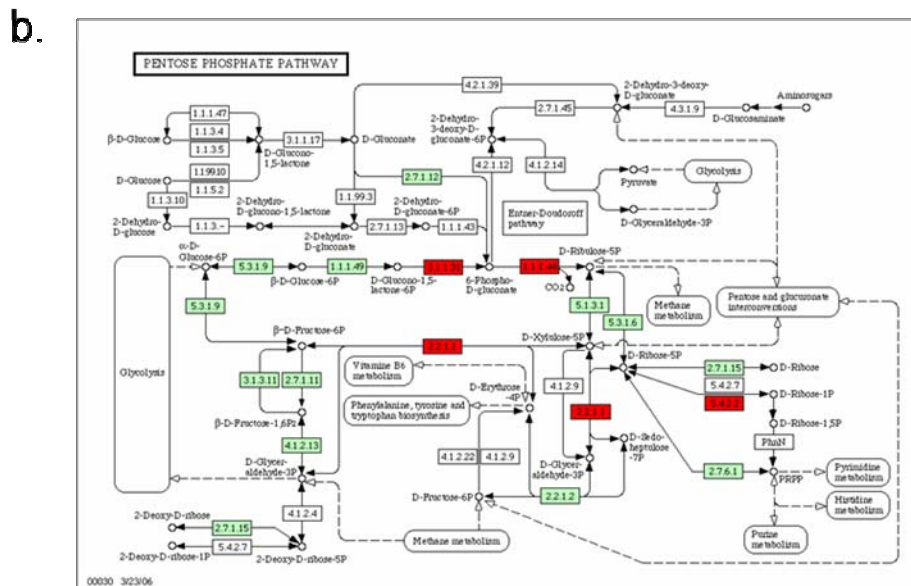 b.
PENTOSE PHOSPHATE PATHWAY
4.2.1.39
2-Dehydro-3-deoxy-
D-gluconate
Aminosugars
1.1.1.47
1.1.3.4
1.1.3.5
β-D-Glucose
3.1.1.17
D-Glucono-
1,5-lactone
D-Gluconate
2-Dehydro-
3-deoxy-D-
gluconate-6P
2.7.1.45
4.3.1.9
D-Glucosaminate
D-Glucose
1.1.99.10
1.1.5.2
1.1.3.10
2.7.1.12
4.2.1.12
4.1.2.14
Pyruvate
Glycolysis
1.1.99.3
2-Dehydro-
D-glucose
1.1.3.-
2-Dehydro-
D-glucono-1,5-lactone
2-Dehydro-
D-gluconate
2.7.1.13
2-Dehydro-
D-gluconate-6P
1.1.1.43
Entner-Doudoroff
pathway
D-Glyceraldehyde-3P
α-D-
Glucose-6P
5.3.1.9
β-D-Glucose-6P
1.1.1.49
D-Glucono-1,5-
lactone-6P
3.1.1.31
6-Phospho-
D-gluconate
1.1.1.44
D-Ribulose-5P
CO2
5.3.1.9
5.1.3.1
5.3.1.6
Methane
metabolism
Pentose and glucuronate
interconversions
Glycolysis
β-D-Fructose-6P
2.2.1.1
D-Xylulose-5P
D-Ribose-5P
2.7.1.15
D-Ribose
3.1.3.11
2.7.1.11
Vitamine B6
metabolism
D-Erythrose
-4P
4.1.2.9
5.4.2.7
5.4.2.2
D-Ribose-1P
Phenylalanine, tyrosine and
tryptophan biosynthesis
2.2.1.1
D-Ribose-1,5P
β-D-Fructose-1,6P2
4.1.2.13
4.1.2.22
4.1.2.9
D-Sedo-
heptulose
-7P
PhnN
D-Glycer-
aldehyde-3P
D-Glycer-
aldehyde-3P
2.7.6.1
PRPP
Pyrimidine
metabolism
D-Fructose-6P
2.2.1.2
Histidine
metabolism
4.1.2.4
2-Deoxy-D-ribose
2.7.1.15
Purine
metabolism
2-Deoxy-D-ribose-1P
5.4.2.7
2-Deoxy-D-ribose-5P
Methane metabolism
00030 3/23/06